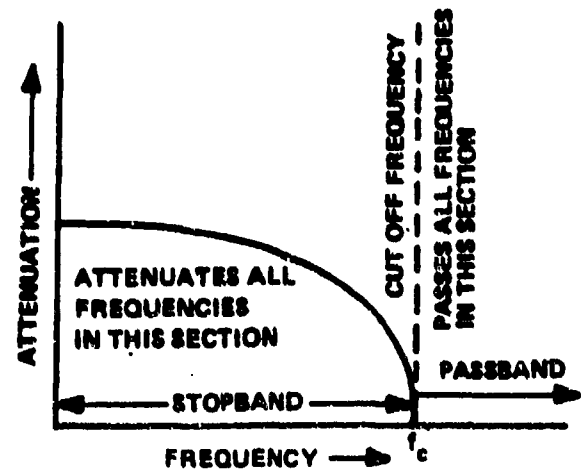 ATTENUATION
ATTENUATES ALL
FREQUENCIES
IN THIS SECTION
STOPBAND
FREQUENCY
fc
CUT OFF FREQUENCY
PASSES ALL FREQUENCIES
IN THIS SECTION
PASSBAND